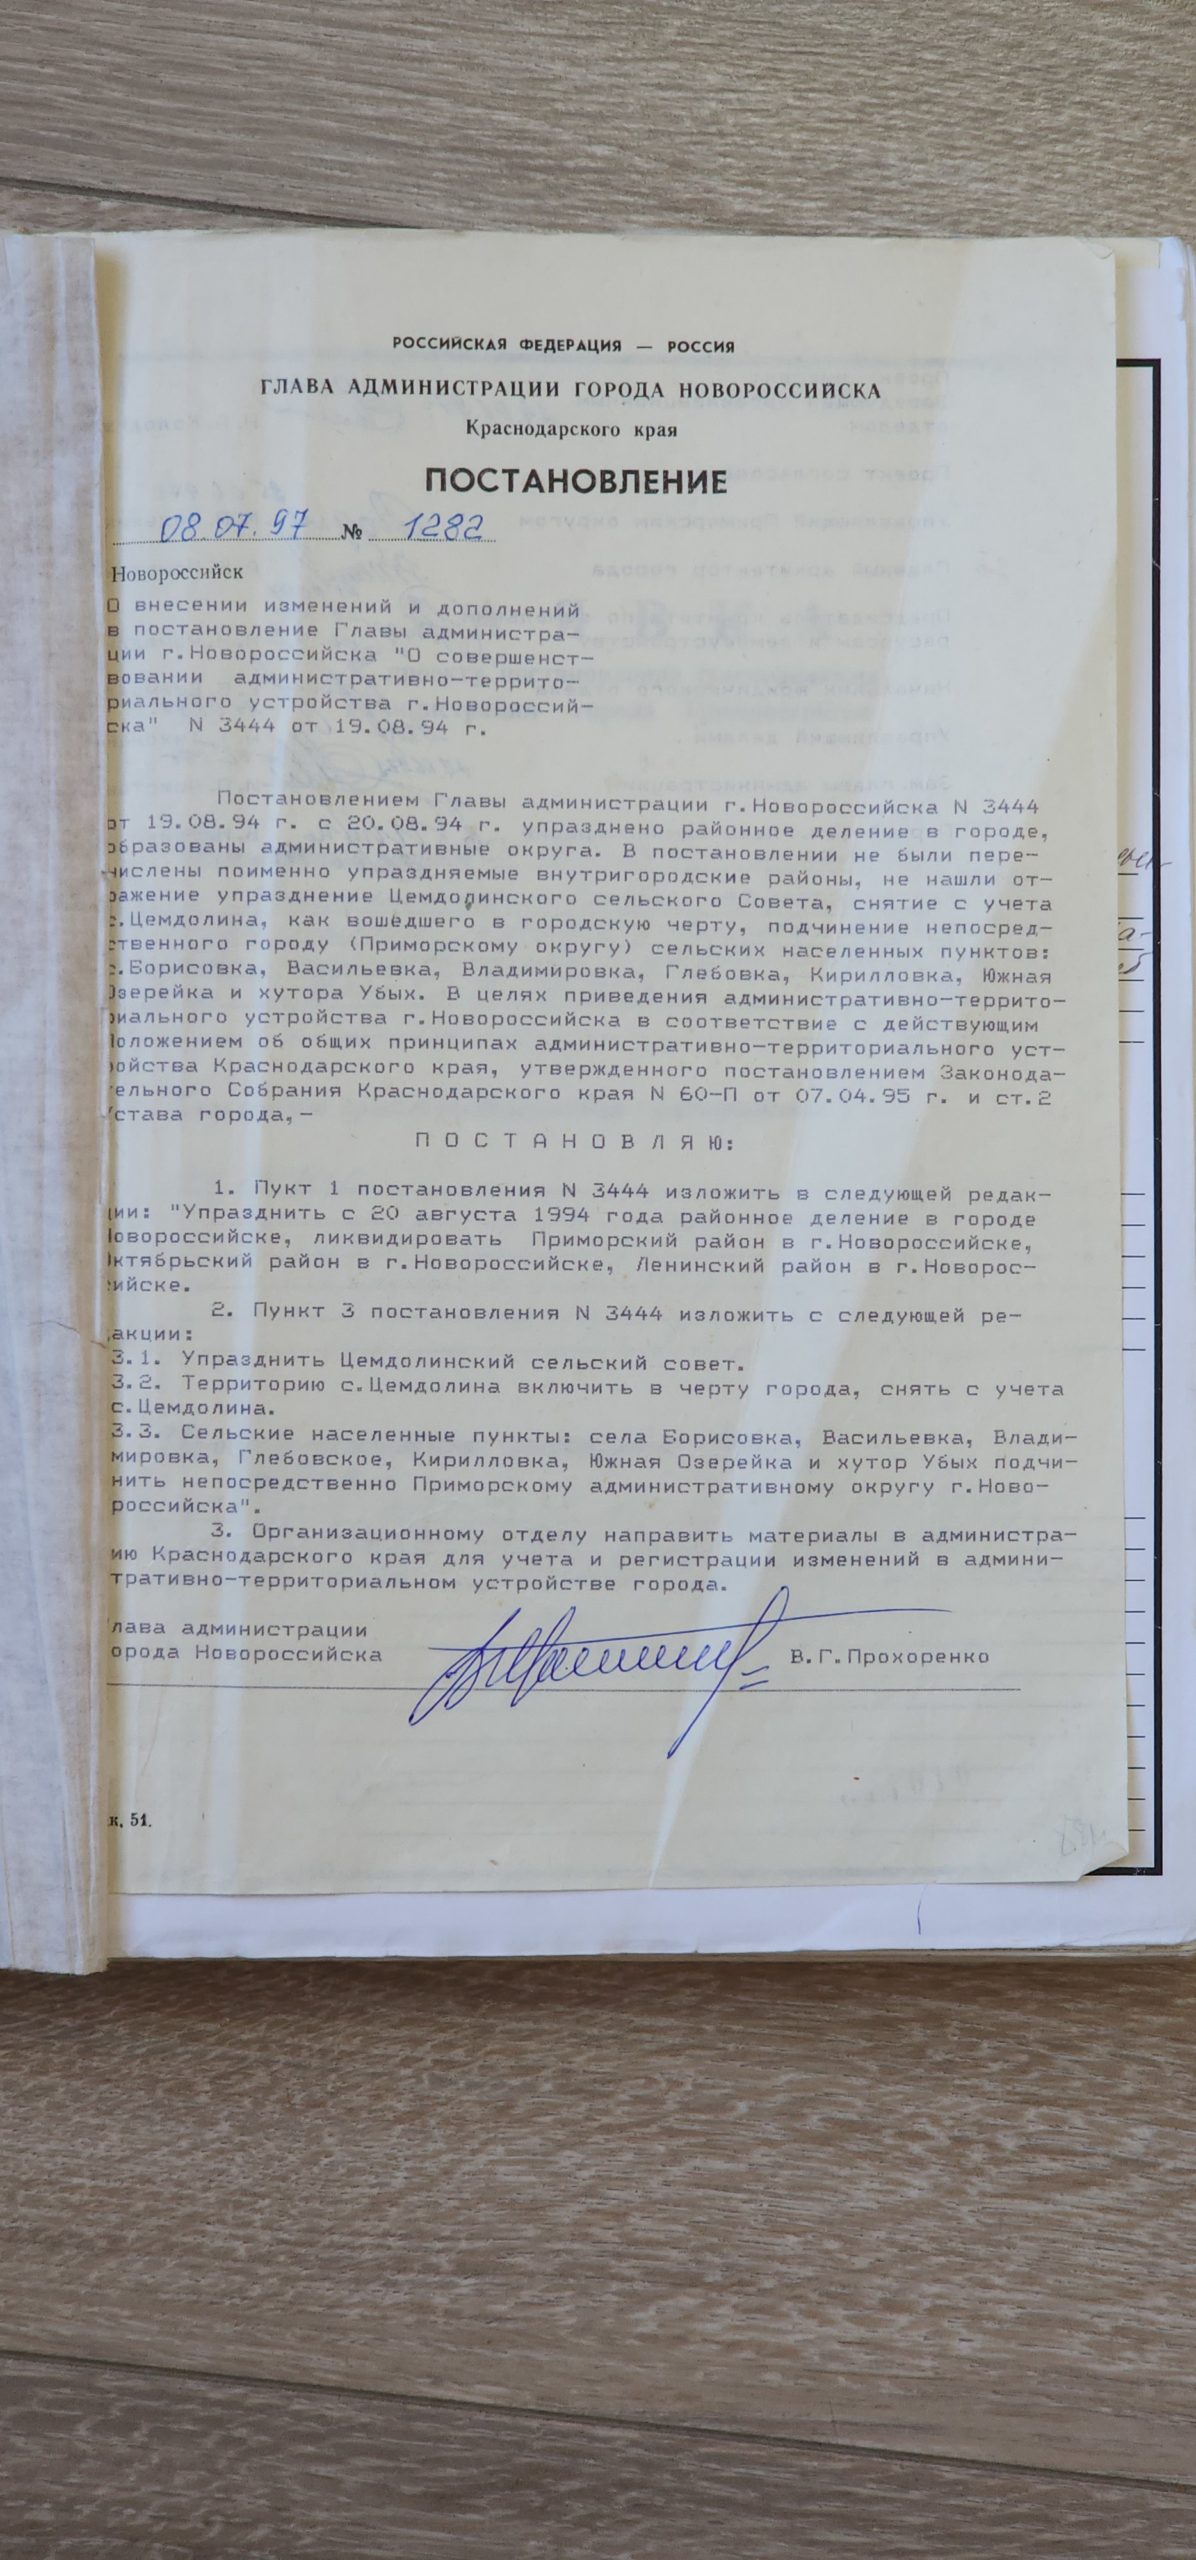 РОССИЙСКАЯ ФЕДЕРАЦИЯ — РОССИЯ
ГЛАВА АДМИНИСТРАЦИИ ГОРОДА НОВОРОССИЙСКА
Краснодарского края
ПОСТАНОВЛЕНИЕ
08.07.97 № 1282
Новороссийск
О внесении изменений и дополнений
в постановление Главы администра-
ции г.Новороссийска "О совершенст-
вовании административно-террито-
риального устройства г.Новороссий-
ска" N 3444 от 19.08.94 г.
Постановлением Главы администрации г.Новороссийска N 3444
от 19.08.94 г. с 20.08.94 г. упразднено районное деление в городе,
образованы административные округа. В постановлении не были пере-
числены поименно упраздняемые внутригородские районы, не нашли от-
ражение упразднение Цемдолинского сельского Совета, снятие с учета
с.Цемдолина, как вошедшего в городскую черту, подчинение непосред-
ственного городу (Приморскому округу) сельских населенных пунктов:
с.Борисовка, Васильевка, Владимировка, Глебовка, Кирилловка, Южная
Озерейка и хутора Убых. В целях приведения административно-террито-
риального устройства г.Новороссийска в соответствие с действующим
Положением об общих принципах административно-территориального уст-
ройства Краснодарского края, утвержденного постановлением Законода-
тельного Собрания Краснодарского края N 60-П от 07.04.95 г. и ст.2
Устава города,-
П О С Т А Н О В Л Я Ю:
1. Пункт 1 постановления N 3444 изложить в следующей редак-
ции: "Упразднить с 20 августа 1994 года районное деление в городе
Новороссийске, ликвидировать Приморский район в г.Новороссийске,
Октябрьский район в г.Новороссийске, Ленинский район в г.Новорос-
сийске.
2. Пункт 3 постановления N 3444 изложить с следующей ре-
дакции:
3.1. Упразднить Цемдолинский сельский совет.
3.2. Территорию с.Цемдолина включить в черту города, снять с учета
с.Цемдолина.
3.3. Сельские населенные пункты: села Борисовка, Васильевка, Влади-
мировка, Глебовское, Кирилловка, Южная Озерейка и хутор Убых подчи-
нить непосредственно Приморскому административному округу г.Ново-
российска".
3. Организационному отделу направить материалы в администра-
ию Краснодарского края для учета и регистрации изменений в админи-
тративно-территориальном устройстве города.
лава администрации
орода Новороссийска В.Г.Прохоренко
к. 51.